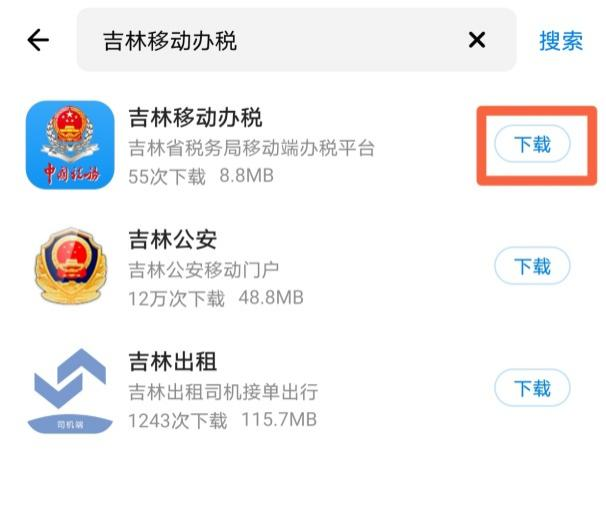 吉林移动办税
搜索
吉林移动办税
吉林省税务局移动端办税平台
55次下载 8.8MB
下载
中国税务
吉林公安
吉林公安移动门户
12万次下载 48.8MB
下载
吉林出租
吉林出租司机接单出行
1243次下载 115.7MB
下载
司机端